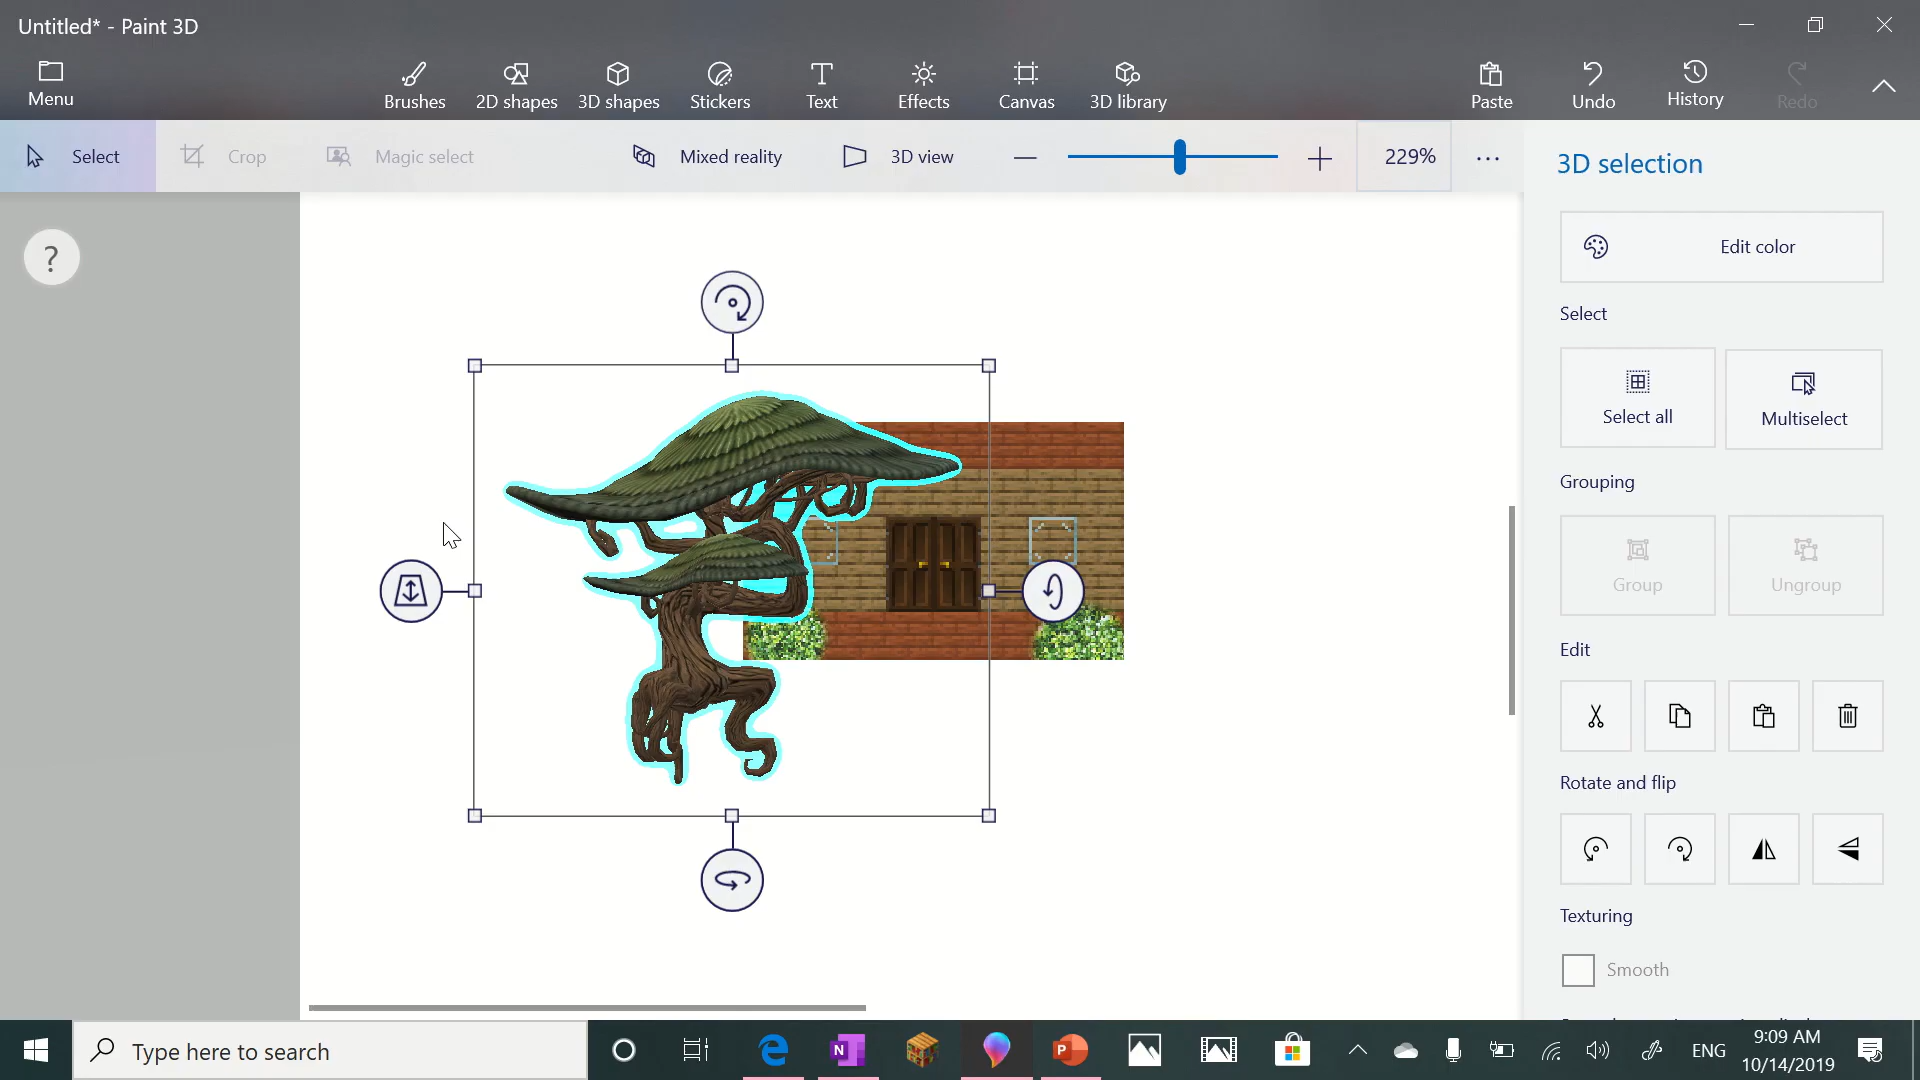 Untitled* - Paint 3D
Menu
Brushes
2D shapes
3D shapes
Stickers
Text
Effects
Canvas
3D library
Paste
Undo
History
Redo
Select
Crop
Magic select
Mixed reality
3D view
229%
?
3D selection
Edit color
Select
Select all
Multiselect
Grouping
Group
Ungroup
Edit
Rotate and flip
Texturing
Smooth
Type here to search
ENG
9:09 AM
10/14/2019